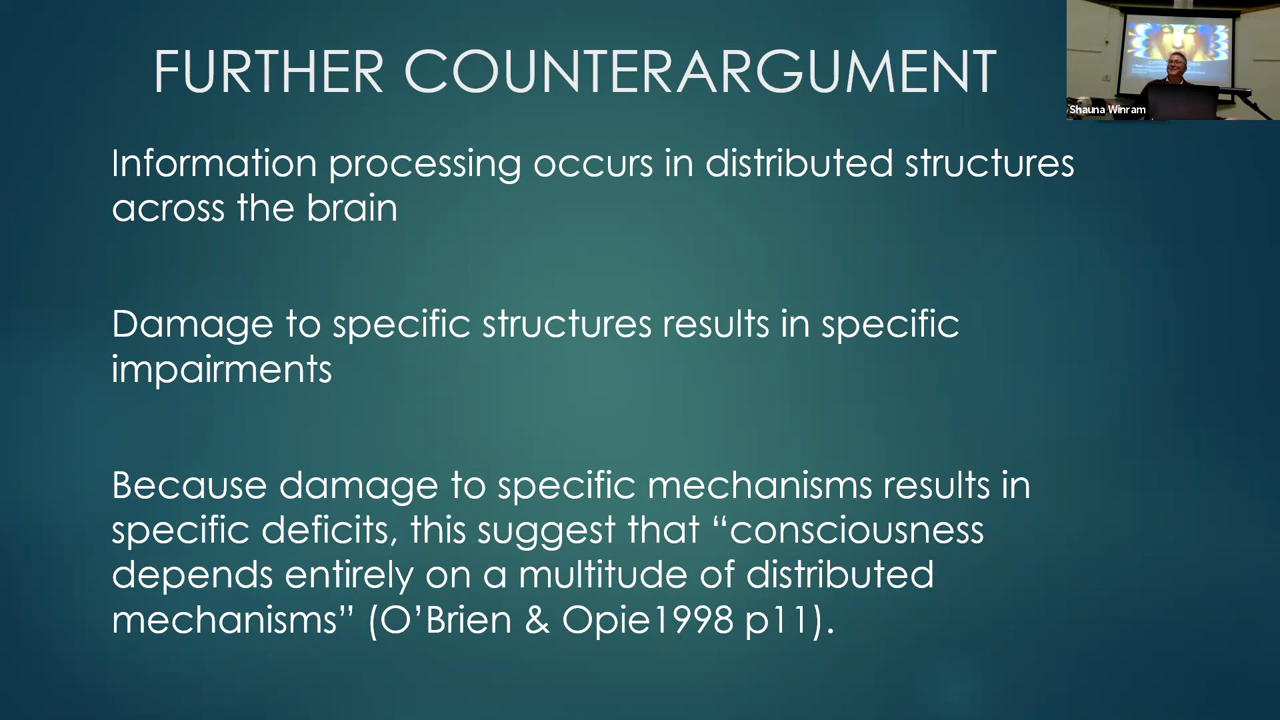 FURTHER COUNTERARGUMENT
Shauna Winram
Information processing occurs in distributed structures
across the brain
Damage to specific structures results in specific
impairments
Because damage to specific mechanisms results in
specific deficits, this suggest that “consciousness
depends entirely on a multitude of distributed
mechanisms” (O’Brien & Opie1998 p11).